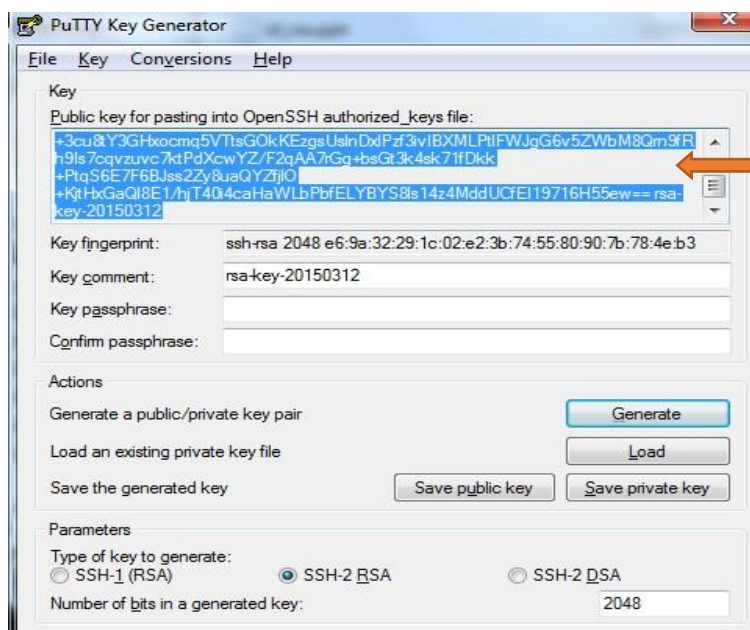 PuTTY Key Generator
File Key Conversions Help
Key
Public key for pasting into OpenSSH authorized_keys file:
+3cu8tY3GHxocmq5VTtsGOkKEzgsUslnDxlPzf3ivIBXMLPtlFWJgG6v5ZWbM8Qm9fR
h9ls7cqvzuvc7ktPdXcwYZ/F2qAA7rGg+bsGt3k4sk71fDkk
+PtqS6E7F6BJss2Zy8uaQYZfjlO
+KjtHxGaQl8E1/hjT40i4caHaWLbPbfELYBYS8ls14z4MddUCfEI19716H55ew== rsa-
key-20150312
Key fingerprint: ssh-rsa 2048 e6:9a:32:29:1c:02:e2:3b:74:55:80:90:7b:78:4e:b3
Key comment: rsa-key-20150312
Key passphrase:
Confirm passphrase:
Actions
Generate a public/private key pair Generate
Load an existing private key file Load
Save the generated key Save public key Save private key
Parameters
Type of key to generate:
SSH-1 (RSA) SSH-2 RSA SSH-2 DSA
Number of bits in a generated key: 2048